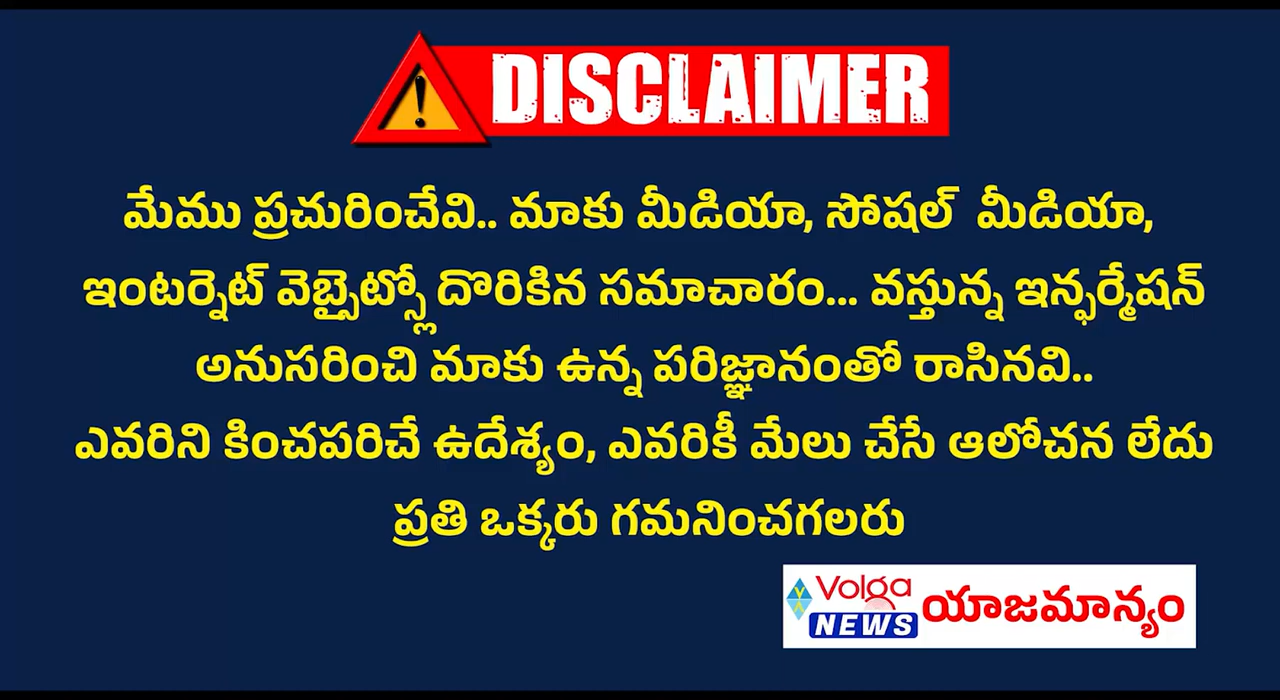 DISCLAIMER
మేము ప్రచురించేవి.. మాకు మీడియా, సోషల్ మీడియా,
ఇంటర్నెట్ వెబ్సైట్స్లో దొరికిన సమాచారం... వస్తున్న ఇన్ఫర్మేషన్
అనుసరించి మాకు ఉన్న పరిజ్ఞానంతో రాసినవి..
ఎవరిని కించపరిచే ఉదేశ్యం, ఎవరికీ మేలు చేసే ఆలోచన లేదు
ప్రతి ఒక్కరు గమనించగలరు
Volga
NEWS యాజమాన్యం